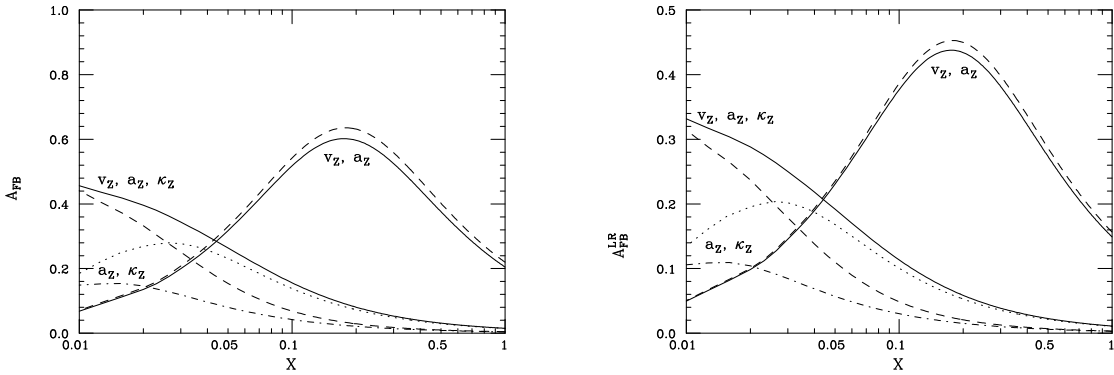 1.0
0.8
0.6
0.4
0.2
0.0
A_FB
v_Z, a_Z, κ_Z
v_Z, a_Z
a_Z, κ_Z
0.01 0.05 0.1 0.5 1
X
0.5
0.4
0.3
0.2
0.1
0.0
A^LR_FB
v_Z, a_Z
v_Z, a_Z, κ_Z
a_Z, κ_Z
0.01 0.05 0.1 0.5 1
X